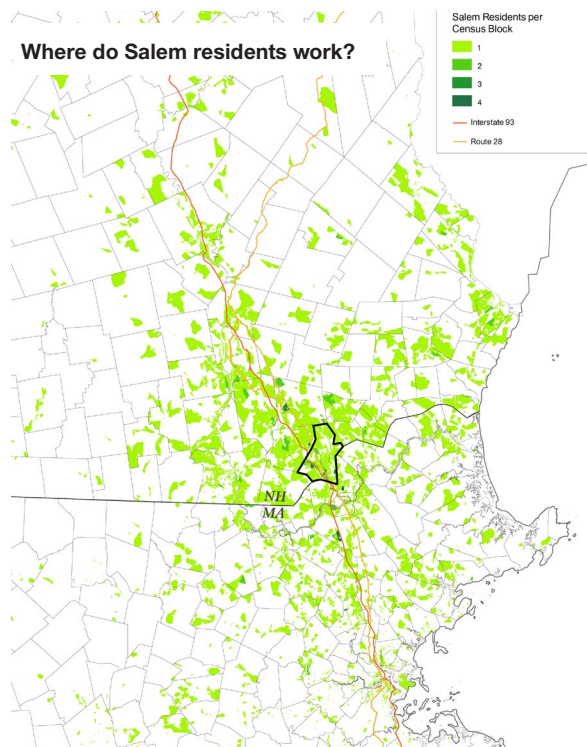 Where do Salem residents work?
Salem Residents per
Census Block
1
2
3
4
Interstate 93
Route 28
NH
MA